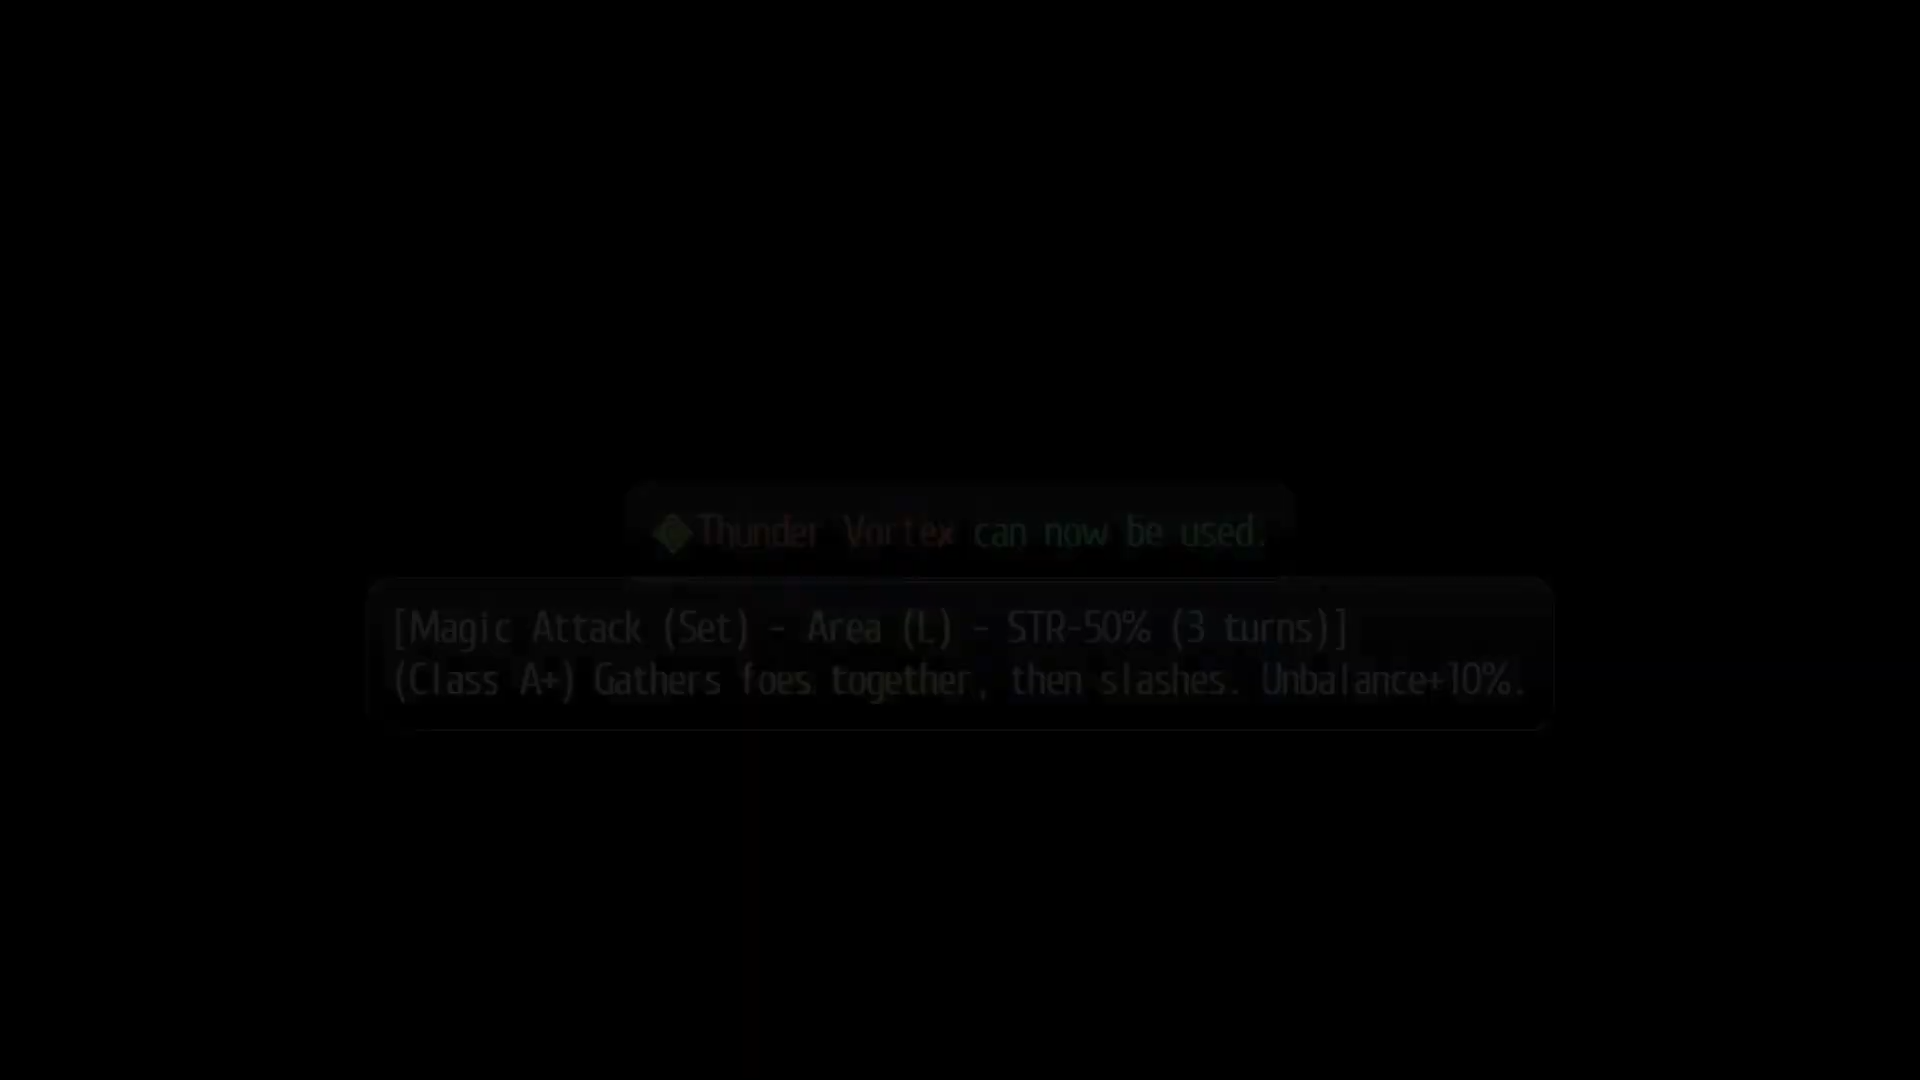 ◆Thunder Vortex can now be used.
[Magic Attack (Set) - Area (L) - STR-50% (3 turns)]
(Class A+) Gathers foes together, then slashes. Unbalance+10%.